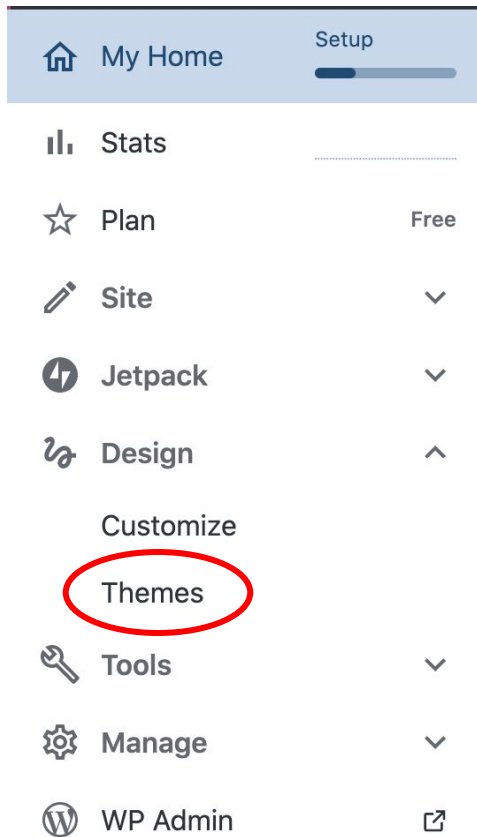 My Home Setup
Stats
Plan Free
Site
Jetpack
Design
Customize
Themes
Tools
Manage
WP Admin